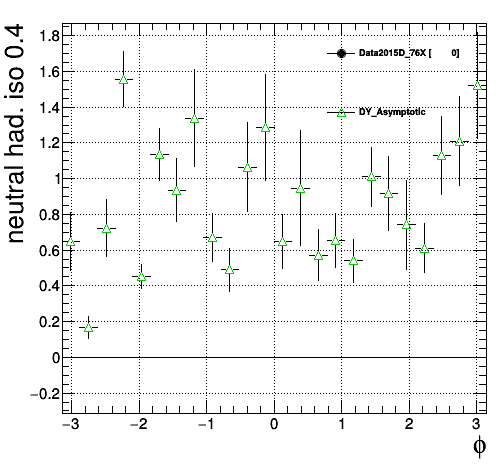 neutral had. iso 0.4
1.8
1.6
1.4
1.2
1
0.8
0.6
0.4
0.2
0
−0.2
Data2015D_76X [ 0]
DY_Asymptotic
−3 −2 −1 0 1 2 3
ϕ